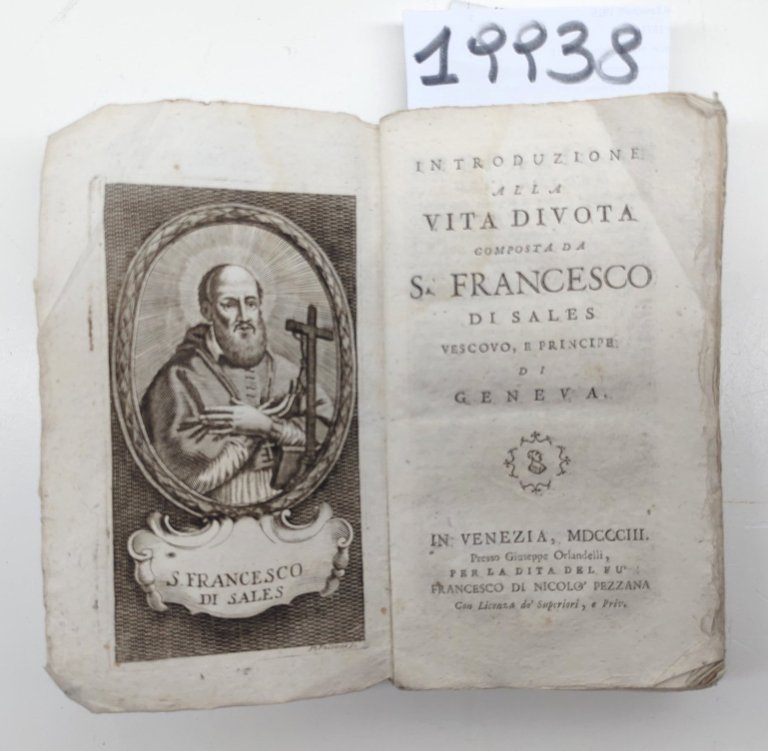 19938
S. FRANCESCO
DI SALES
INTRODUZIONE
ALLA
VITA DIVOTA
COMPOSTA DA
S. FRANCESCO
DI SALES
VESCOVO, E PRINCIPE
DI
GENEVA.
IN VENEZIA, MDCCCIII.
Presso Giuseppe Orlandelli,
PER LA DITA DEL FU'
FRANCESCO DI NICOLO' PEZZANA
Con Licenza de' Superiori, e Priv.